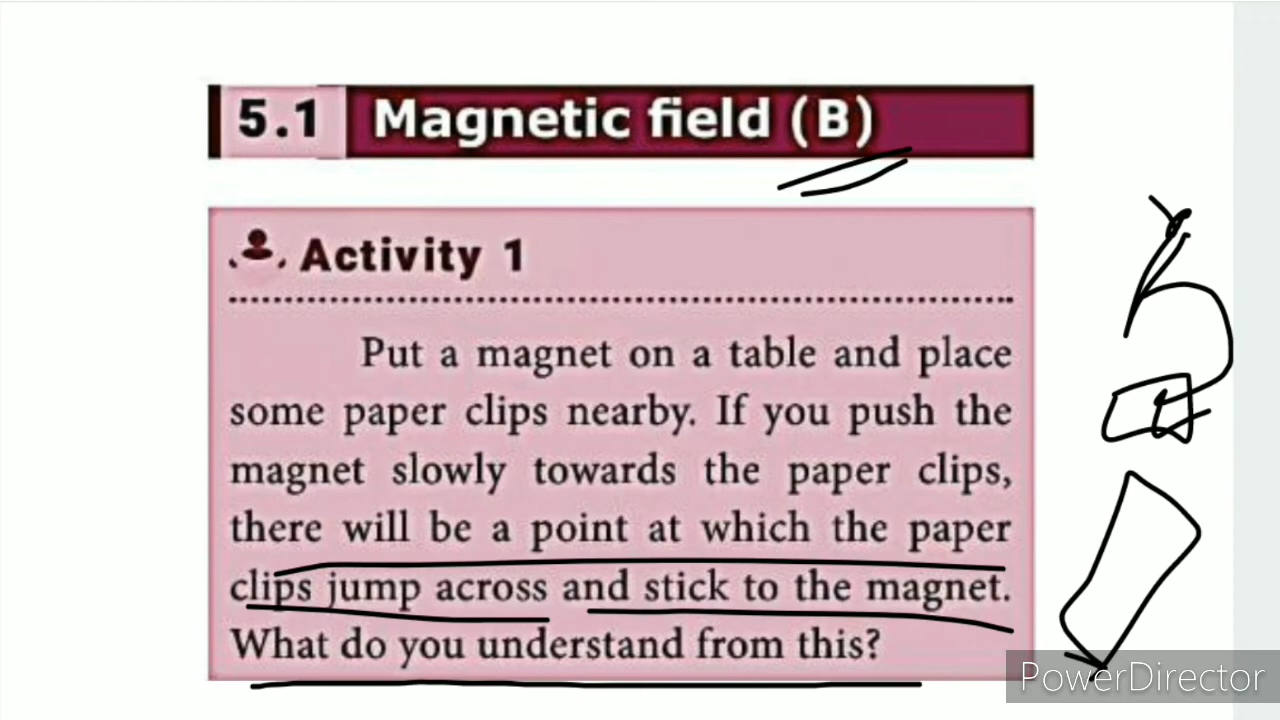 5.1 Magnetic field (B)
Activity 1
Put a magnet on a table and place
some paper clips nearby. If you push the
magnet slowly towards the paper clips,
there will be a point at which the paper
clips jump across and stick to the magnet.
What do you understand from this?
PowerDirector